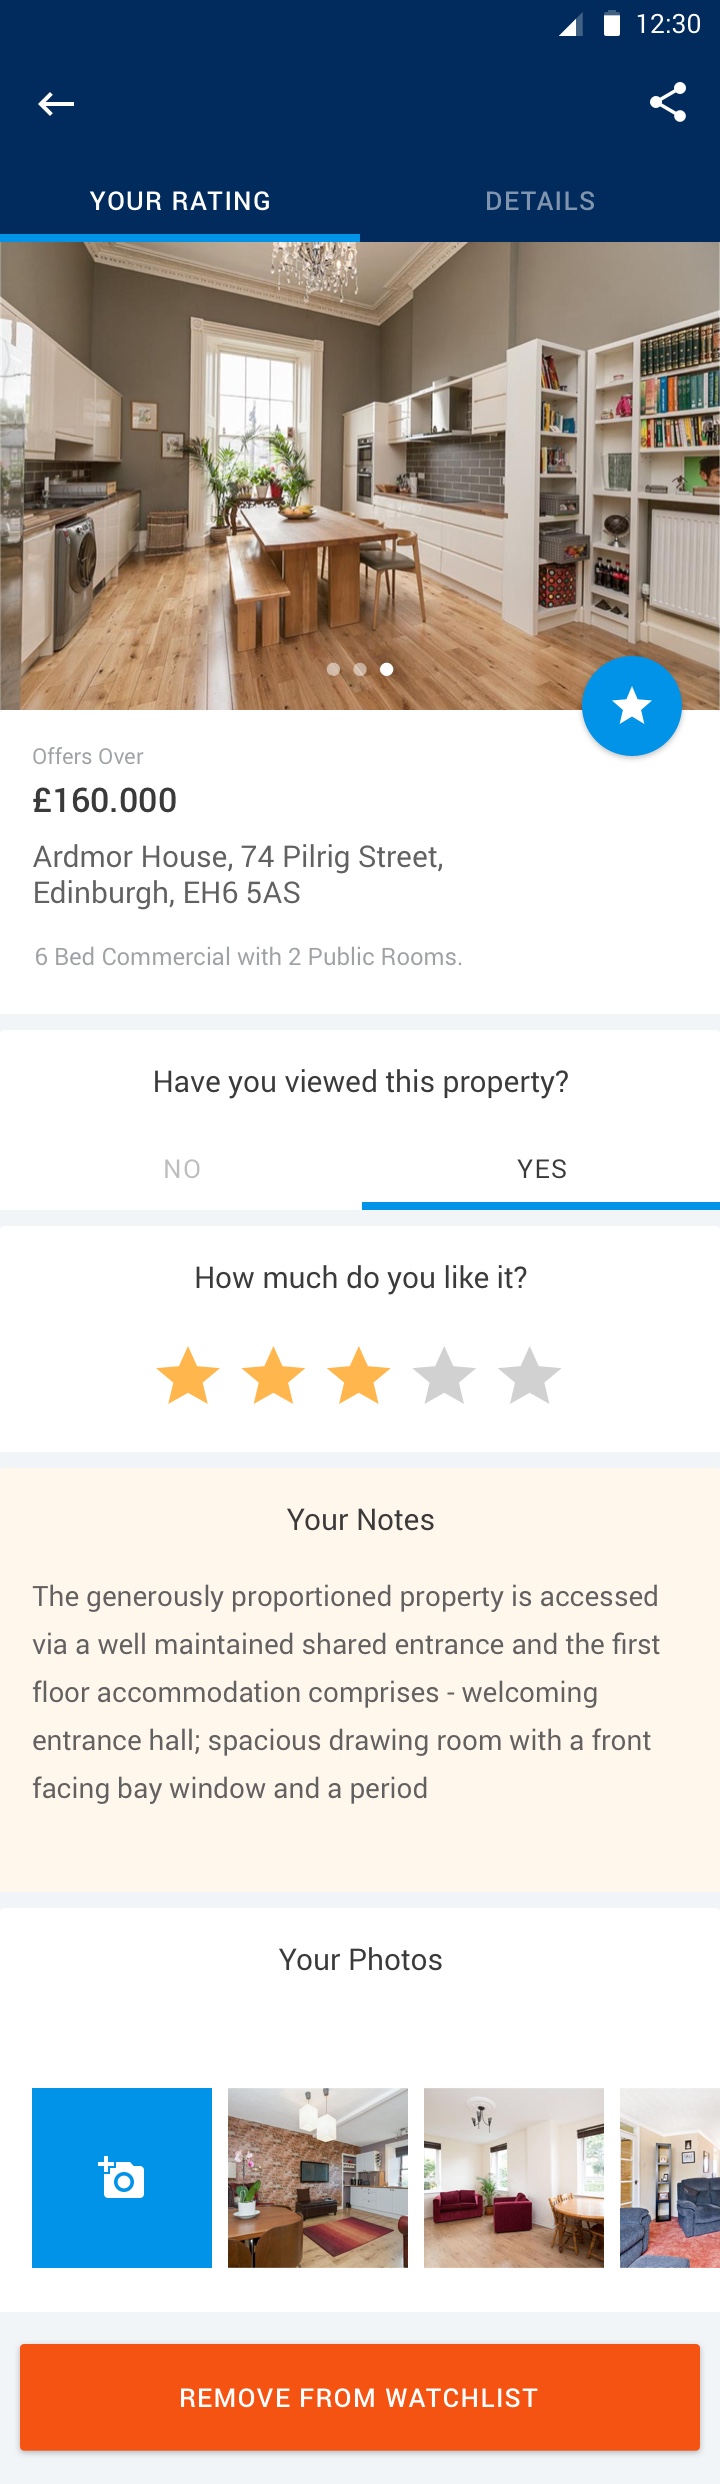 12:30
YOUR RATING
DETAILS
Offers Over
£160.000
Ardmor House, 74 Pilrig Street,
Edinburgh, EH6 5AS
6 Bed Commercial with 2 Public Rooms.
Have you viewed this property?
NO
YES
How much do you like it?
Your Notes
The generously proportioned property is accessed
via a well maintained shared entrance and the first
floor accommodation comprises - welcoming
entrance hall; spacious drawing room with a front
facing bay window and a period
Your Photos
REMOVE FROM WATCHLIST